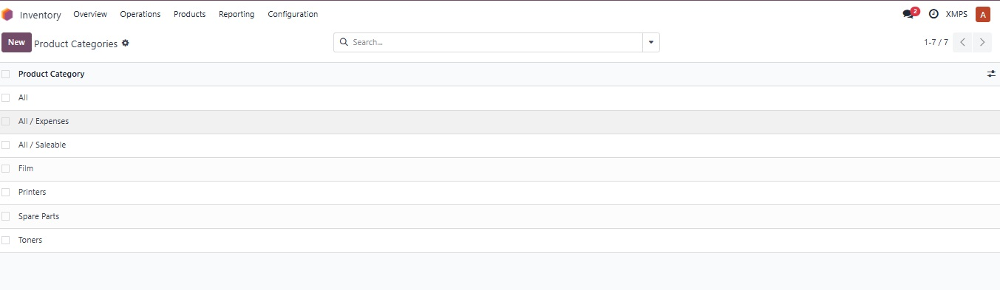 Inventory Overview Operations Products Reporting Configuration 2 XMPS A
New Product Categories Search... 1-7 / 7
Product Category
All
All / Expenses
All / Saleable
Film
Printers
Spare Parts
Toners